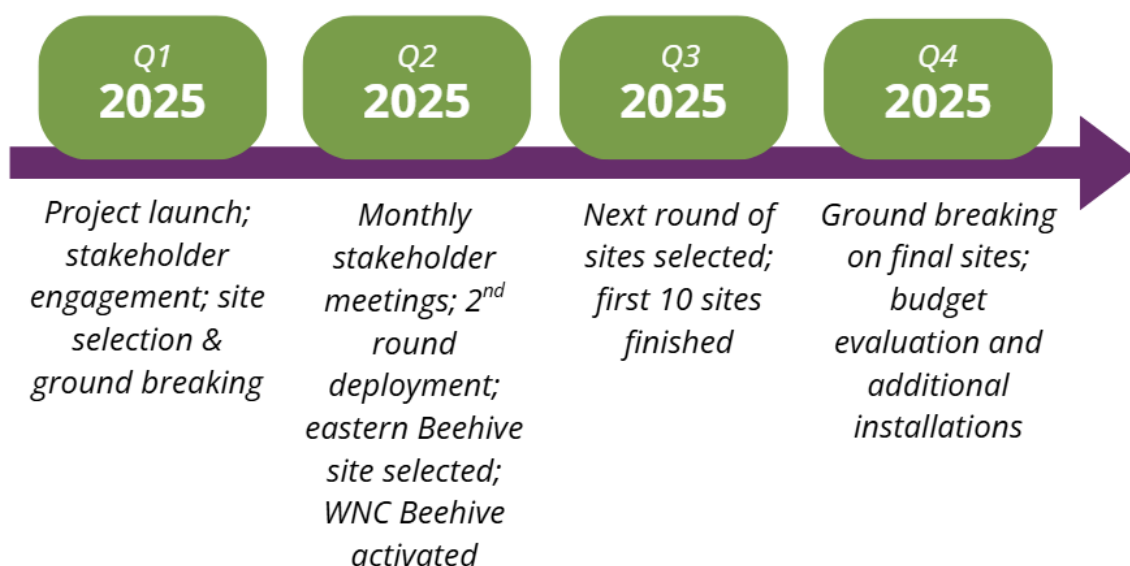 Q1
2025
Project launch;
stakeholder
engagement; site
selection &
ground breaking
Q2
2025
Monthly
stakeholder
meetings; 2nd
round
deployment;
eastern Beehive
site selected;
WNC Beehive
activated
Q3
2025
Next round of
sites selected;
first 10 sites
finished
Q4
2025
Ground breaking
on final sites;
budget
evaluation and
additional
installations